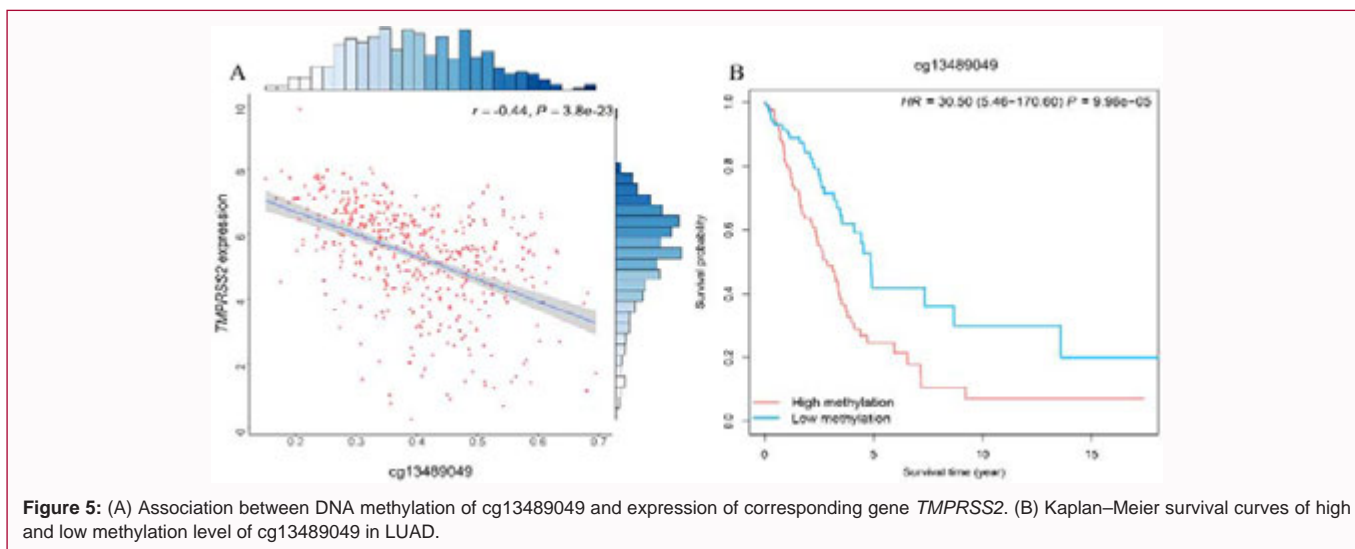 A
r = -0.44, P = 3.8e-23
TMPRSS2 expression
10
8
6
4
2
0
0.2 0.3 0.4 0.5 0.6 0.7
cg13489049
B
cg13489049
HR = 30.50 (5.46-170.60) P = 9.96e-05
Survival probability
1.0
0.8
0.6
0.4
0.2
0.0
High methylation
Low methylation
0 5 10 15
Survival time (year)
Figure 5: (A) Association between DNA methylation of cg13489049 and expression of corresponding gene TMPRSS2. (B) Kaplan–Meier survival curves of high
and low methylation level of cg13489049 in LUAD.